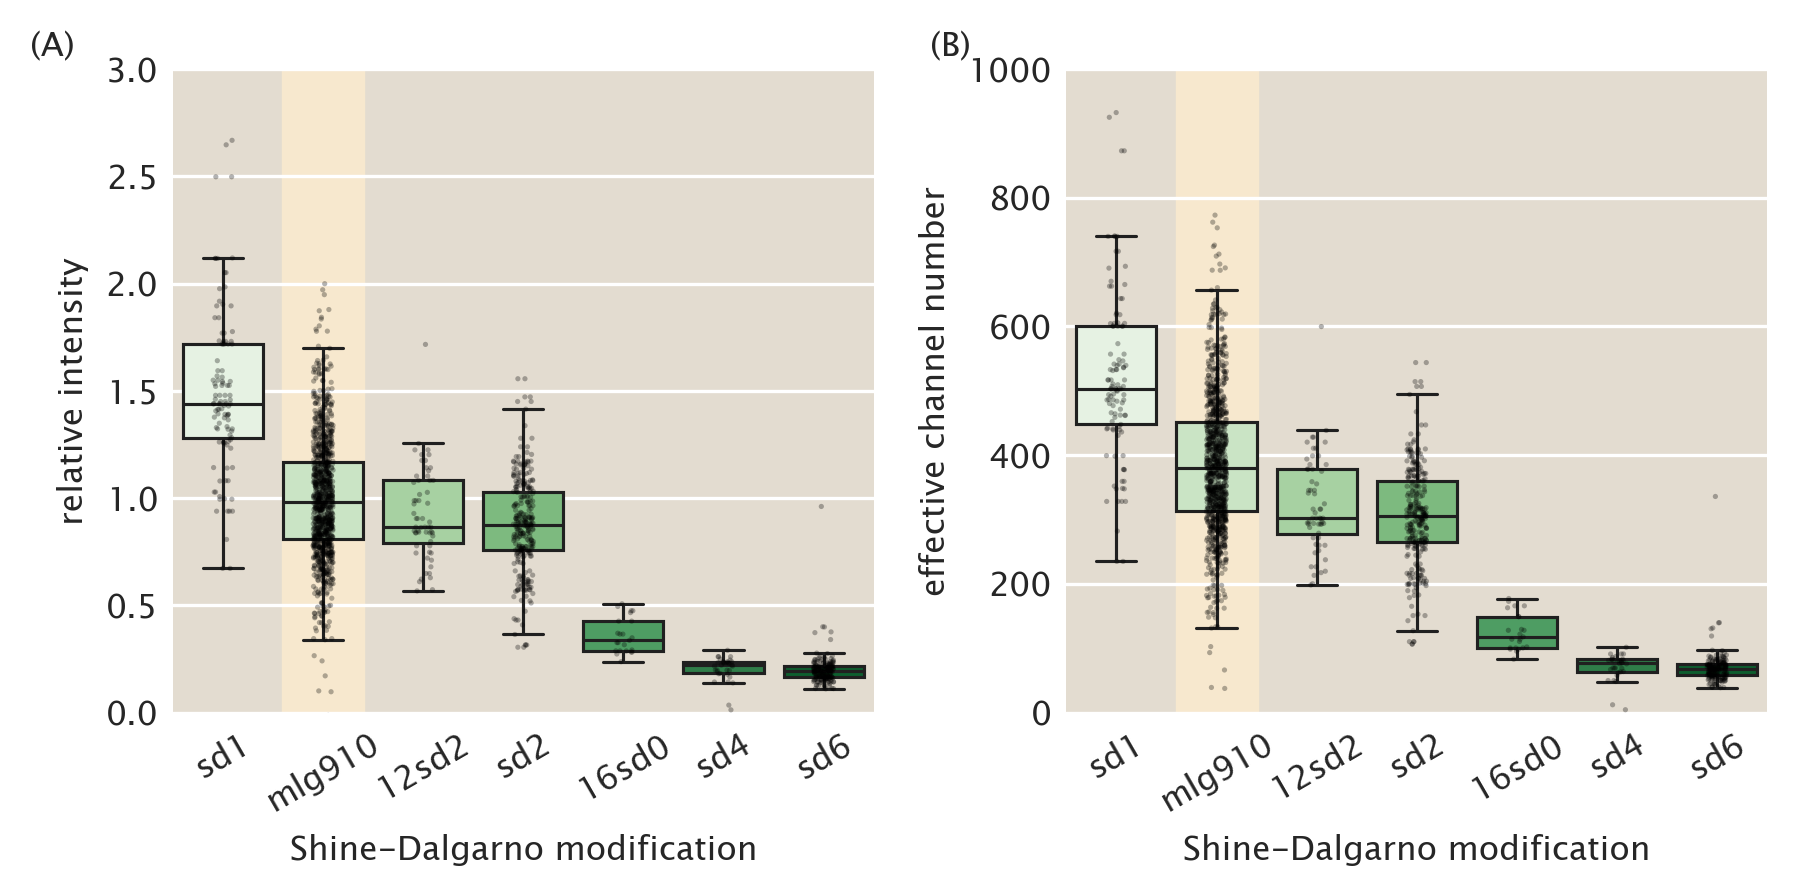 (A)
3.0
2.5
2.0
1.5
1.0
0.5
0.0
relative intensity
sd1
mlg910
12sd2
sd2
16sd0
sd4
sd6
Shine-Dalgarno modification
(B)
1000
800
600
400
200
0
effective channel number
sd1
mlg910
12sd2
sd2
16sd0
sd4
sd6
Shine-Dalgarno modification